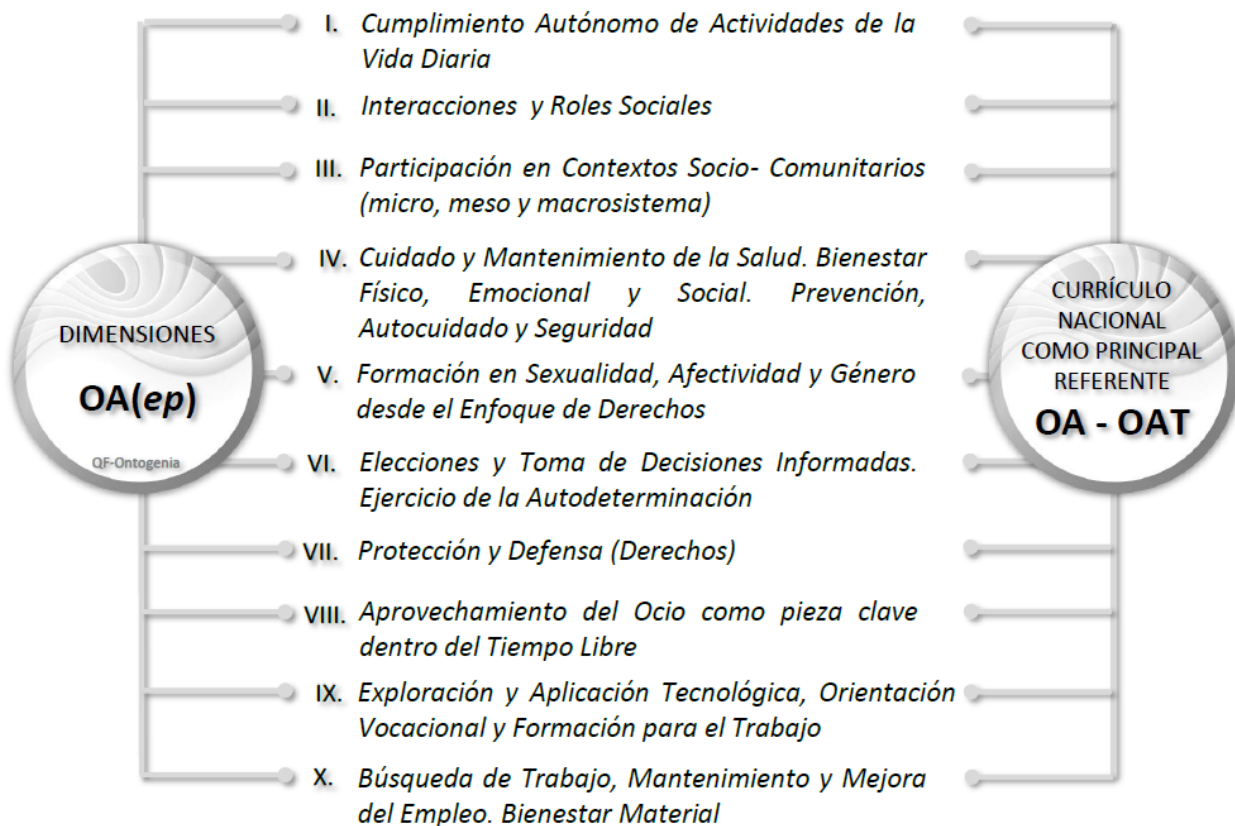 I. Cumplimiento Autónomo de Actividades de la
Vida Diaria
II. Interacciones y Roles Sociales
III. Participación en Contextos Socio- Comunitarios
(micro, meso y macrosistema)
IV. Cuidado y Mantenimiento de la Salud. Bienestar
Físico, Emocional y Social. Prevención,
Autocuidado y Seguridad
V. Formación en Sexualidad, Afectividad y Género
desde el Enfoque de Derechos
VI. Elecciones y Toma de Decisiones Informadas.
Ejercicio de la Autodeterminación
VII. Protección y Defensa (Derechos)
VIII. Aprovechamiento del Ocio como pieza clave
dentro del Tiempo Libre
IX. Exploración y Aplicación Tecnológica, Orientación
Vocacional y Formación para el Trabajo
X. Búsqueda de Trabajo, Mantenimiento y Mejora
del Empleo. Bienestar Material
DIMENSIONES
OA(ep)
QF-Ontogenia
CURRÍCULO
NACIONAL
COMO PRINCIPAL
REFERENTE
OA - OAT